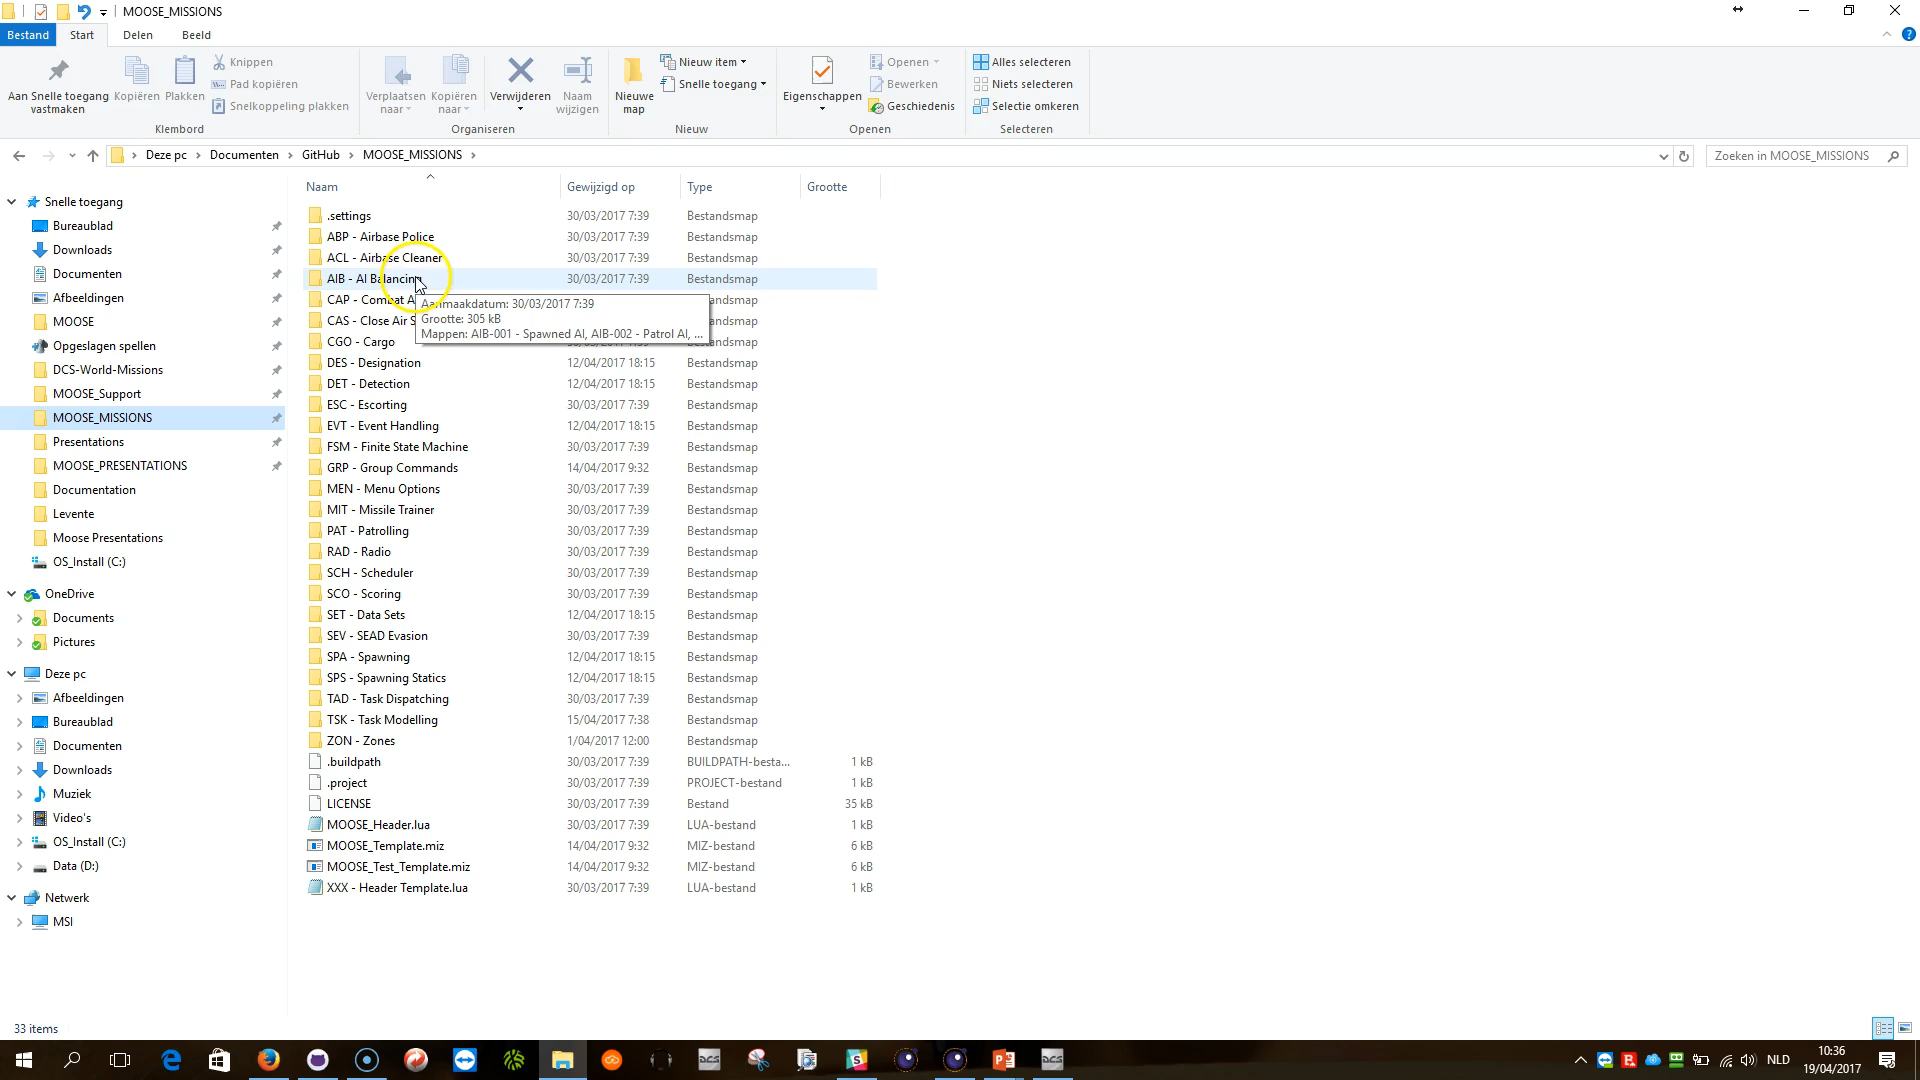 MOOSE_MISSIONS
Bestand Start Delen Beeld
Aan Snelle toegang vastmaken
Kopiëren
Plakken
Knippen
Pad kopiëren
Snelkoppeling plakken
Klembord
Verplaatsen naar
Kopiëren naar
Verwijderen
Naam wijzigen
Organiseren
Nieuwe map
Nieuw item
Snelle toegang
Nieuw
Eigenschappen
Openen
Bewerken
Geschiedenis
Openen
Alles selecteren
Niets selecteren
Selectie omkeren
Selecteren
Deze pc > Documenten > GitHub > MOOSE_MISSIONS >
Zoeken in MOOSE_MISSIONS
Snelle toegang
Bureaublad
Downloads
Documenten
Afbeeldingen
MOOSE
Opgeslagen spellen
DCS-World-Missions
MOOSE_Support
MOOSE_MISSIONS
Presentations
MOOSE_PRESENTATIONS
Documentation
Levente
Moose Presentations
OS_Install (C:)
OneDrive
Documents
Pictures
Deze pc
Afbeeldingen
Bureaublad
Documenten
Downloads
Muziek
Video's
OS_Install (C:)
Data (D:)
Netwerk
MSI
Naam Gewijzigd op Type Grootte
.settings 30/03/2017 7:39 Bestandsmap
ABP - Airbase Police 30/03/2017 7:39 Bestandsmap
ACL - Airbase Cleaner 30/03/2017 7:39 Bestandsmap
AIB - AI Balancing 30/03/2017 7:39 Bestandsmap
CAP - Combat A
Aanmaakdatum: 30/03/2017 7:39
CAS - Close Air S
Grootte: 305 kB
Mappen: AIB-001 - Spawned AI, AIB-002 - Patrol AI, ...
CGO - Cargo 30/03/2017 7:39 Bestandsmap
DES - Designation 12/04/2017 18:15 Bestandsmap
DET - Detection 12/04/2017 18:15 Bestandsmap
ESC - Escorting 30/03/2017 7:39 Bestandsmap
EVT - Event Handling 12/04/2017 18:15 Bestandsmap
FSM - Finite State Machine 30/03/2017 7:39 Bestandsmap
GRP - Group Commands 14/04/2017 9:32 Bestandsmap
MEN - Menu Options 30/03/2017 7:39 Bestandsmap
MIT - Missile Trainer 30/03/2017 7:39 Bestandsmap
PAT - Patrolling 30/03/2017 7:39 Bestandsmap
RAD - Radio 30/03/2017 7:39 Bestandsmap
SCH - Scheduler 30/03/2017 7:39 Bestandsmap
SCO - Scoring 30/03/2017 7:39 Bestandsmap
SET - Data Sets 12/04/2017 18:15 Bestandsmap
SEV - SEAD Evasion 30/03/2017 7:39 Bestandsmap
SPA - Spawning 12/04/2017 18:15 Bestandsmap
SPS - Spawning Statics 12/04/2017 18:15 Bestandsmap
TAD - Task Dispatching 30/03/2017 7:39 Bestandsmap
TSK - Task Modelling 15/04/2017 7:38 Bestandsmap
ZON - Zones 1/04/2017 12:00 Bestandsmap
.buildpath 30/03/2017 7:39 BUILDPATH-besta... 1 kB
.project 30/03/2017 7:39 PROJECT-bestand 1 kB
LICENSE 30/03/2017 7:39 Bestand 35 kB
MOOSE_Header.lua 30/03/2017 7:39 LUA-bestand 1 kB
MOOSE_Template.miz 14/04/2017 9:32 MIZ-bestand 6 kB
MOOSE_Test_Template.miz 14/04/2017 9:32 MIZ-bestand 6 kB
XXX - Header Template.lua 30/03/2017 7:39 LUA-bestand 1 kB
33 items
NLD
10:36
19/04/2017